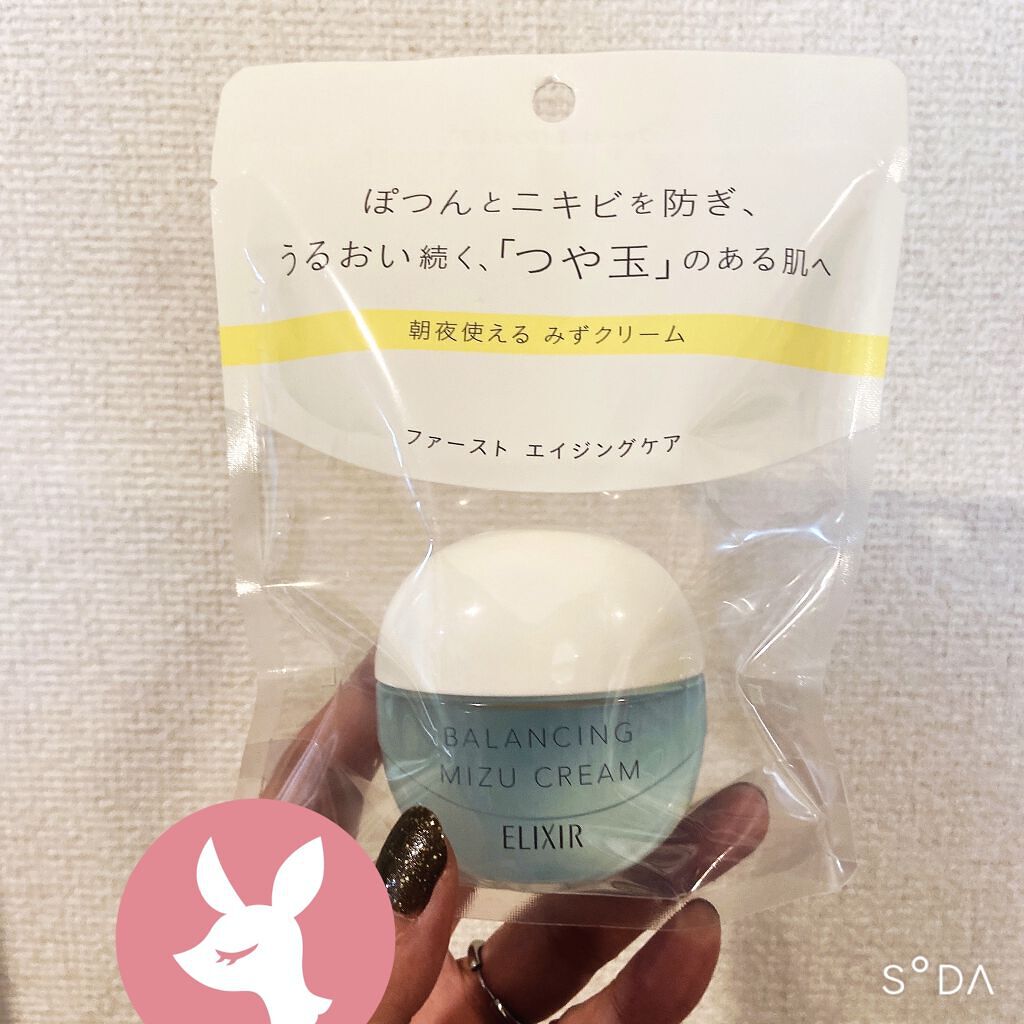 ぽつんとニキビを防ぎ、
うるおい続く、「つや玉」のある肌へ
朝夜使える みずクリーム
ファースト エイジングケア
BALANCING
MIZU CREAM
ELIXIR
SODA